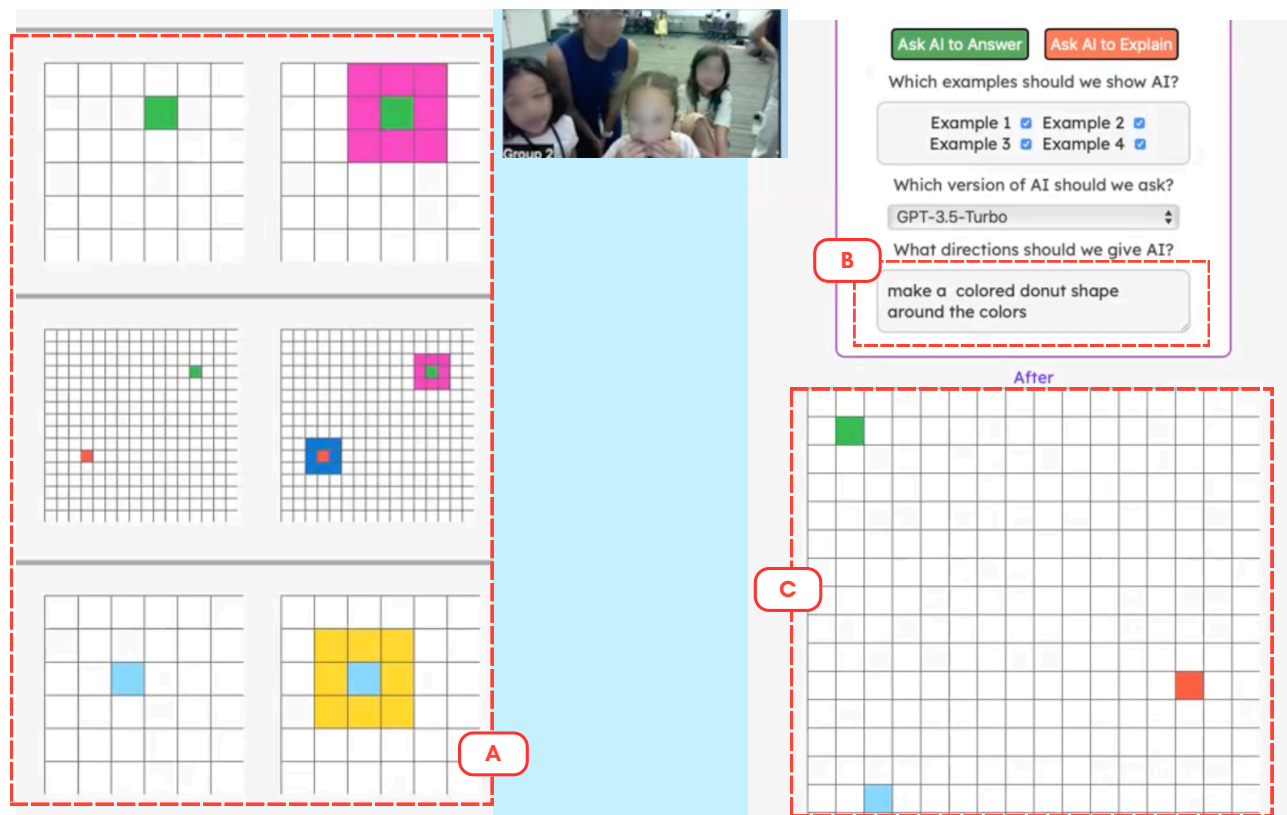 Group 2
A
Ask AI to Answer Ask AI to Explain
Which examples should we show AI?
Example 1 Example 2
Example 3 Example 4
Which version of AI should we ask?
GPT-3.5-Turbo
What directions should we give AI?
B
make a colored donut shape
around the colors
After
C